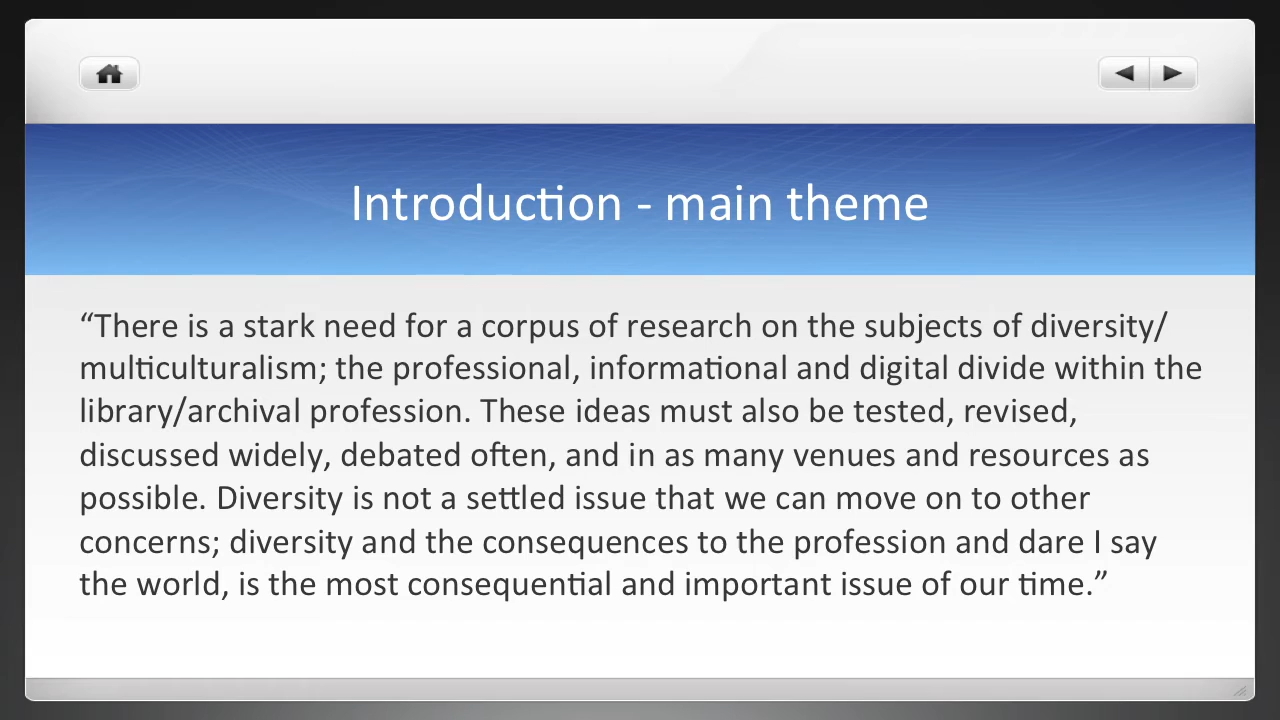 Introduction - main theme
“There is a stark need for a corpus of research on the subjects of diversity/
multiculturalism; the professional, informational and digital divide within the
library/archival profession. These ideas must also be tested, revised,
discussed widely, debated often, and in as many venues and resources as
possible. Diversity is not a settled issue that we can move on to other
concerns; diversity and the consequences to the profession and dare I say
the world, is the most consequential and important issue of our time.”